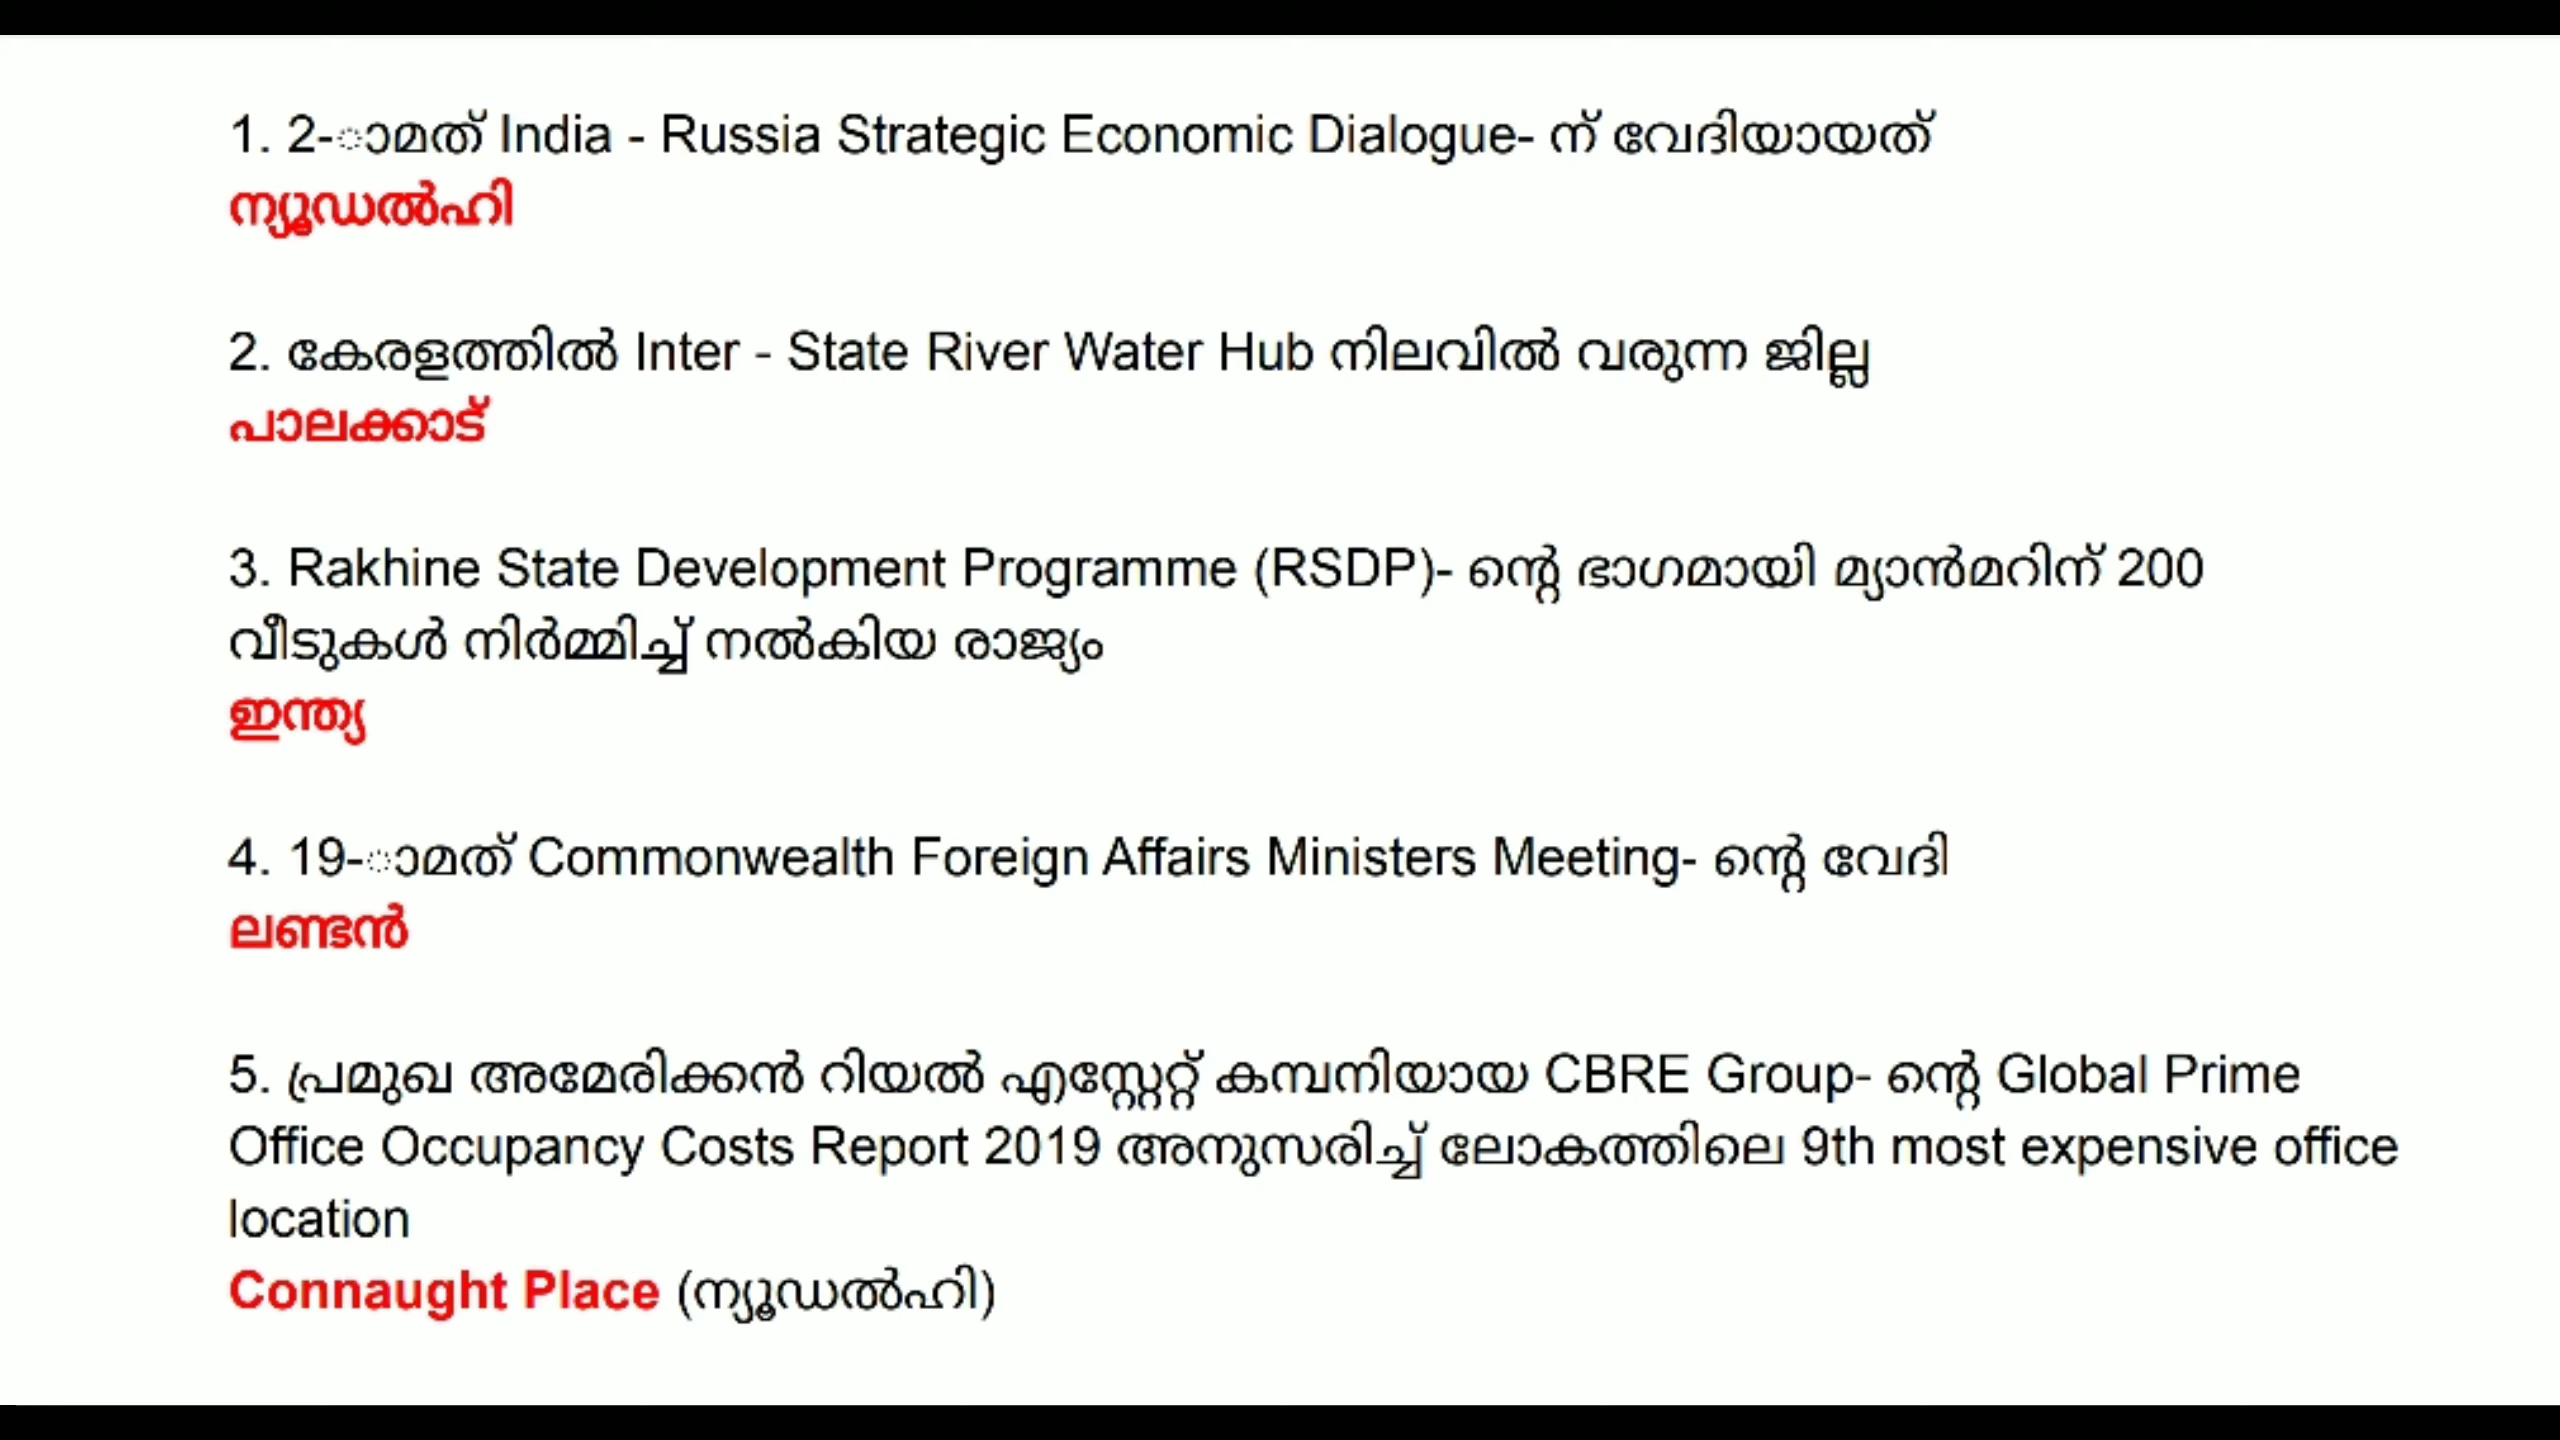 1. 2-ാമത് India - Russia Strategic Economic Dialogue- ന് വേദിയായത്
ന്യൂഡൽഹി
2. കേരളത്തിൽ Inter - State River Water Hub നിലവിൽ വരുന്ന ജില്ല
പാലക്കാട്
3. Rakhine State Development Programme (RSDP)- ന്റെ ഭാഗമായി മ്യാൻമറിന് 200
വീടുകൾ നിർമ്മിച്ച് നൽകിയ രാജ്യം
ഇന്ത്യ
4. 19-ാമത് Commonwealth Foreign Affairs Ministers Meeting- ന്റെ വേദി
ലണ്ടൻ
5. പ്രമുഖ അമേരിക്കൻ റിയൽ എസ്റ്റേറ്റ് കമ്പനിയായ CBRE Group- ന്റെ Global Prime
Office Occupancy Costs Report 2019 അനുസരിച്ച് ലോകത്തിലെ 9th most expensive office
location
Connaught Place (ന്യൂഡൽഹി)